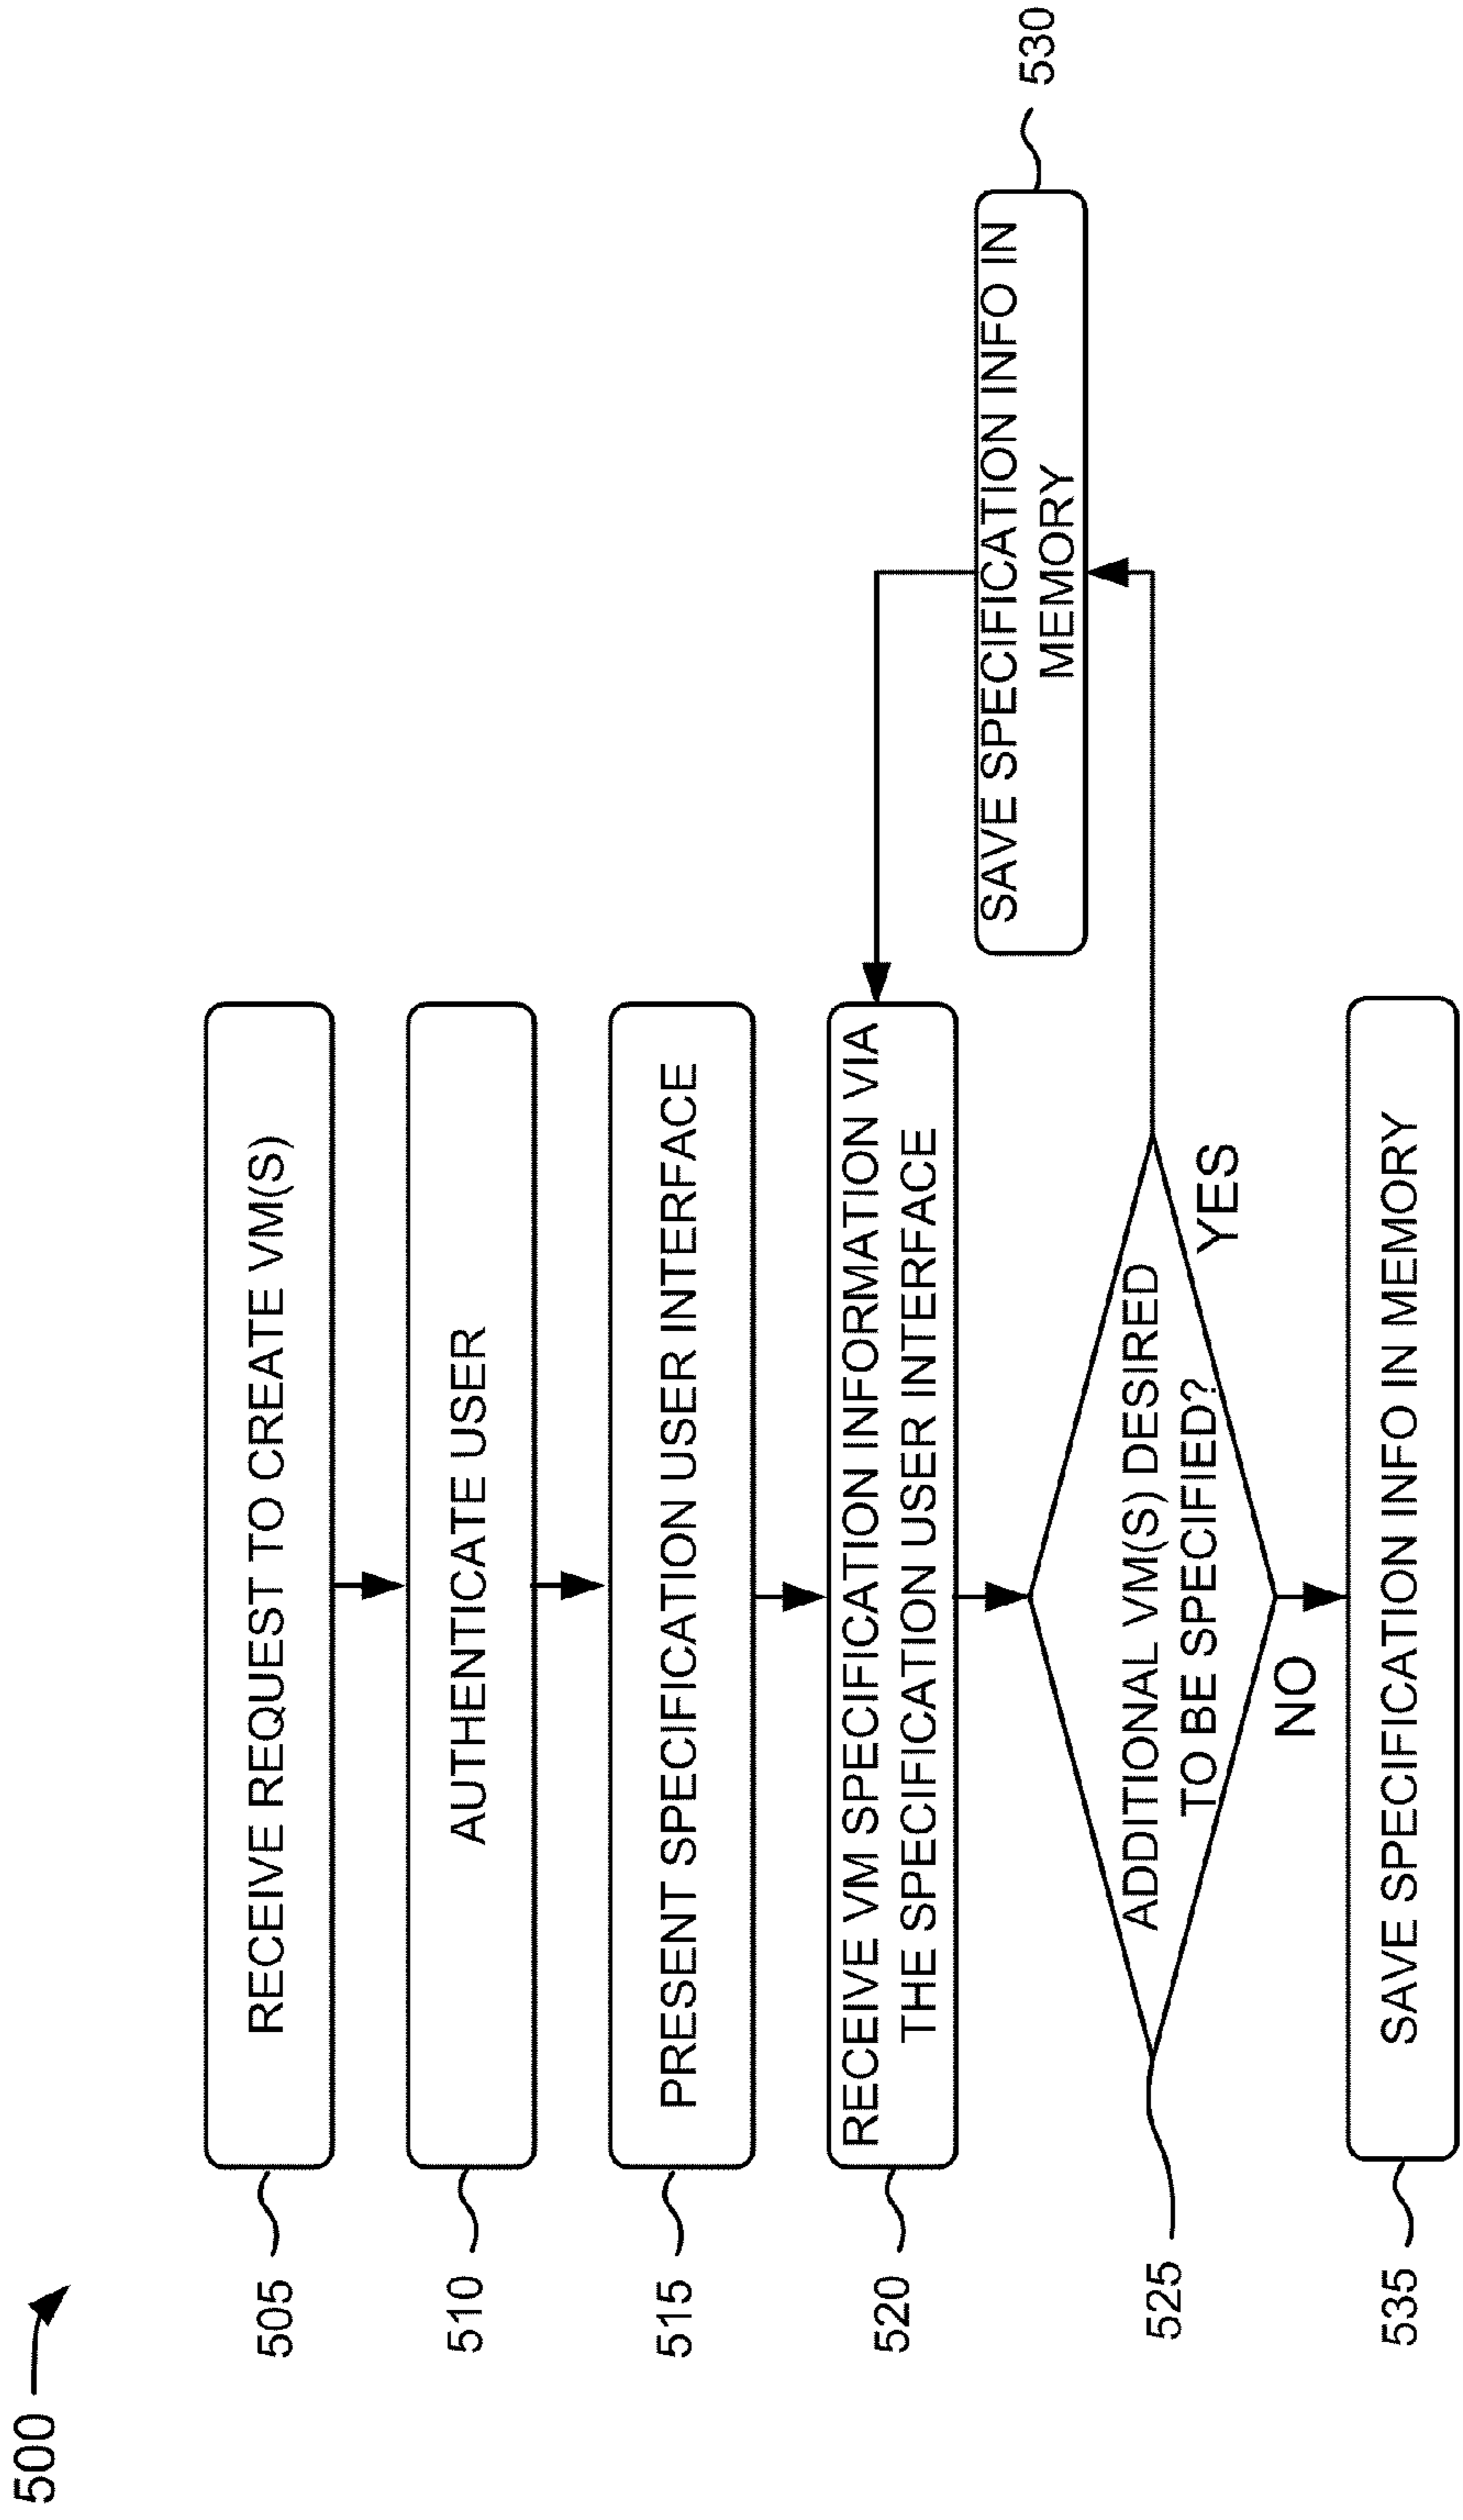 500
505
RECEIVE REQUEST TO CREATE VM(S)
510
AUTHENTICATE USER
515
PRESENT SPECIFICATION USER INTERFACE
520
RECEIVE VM SPECIFICATION INFORMATION VIA
THE SPECIFICATION USER INTERFACE
525
ADDITIONAL VM(S) DESIRED
TO BE SPECIFIED?
YES
SAVE SPECIFICATION INFO IN
MEMORY
530
NO
535
SAVE SPECIFICATION INFO IN MEMORY